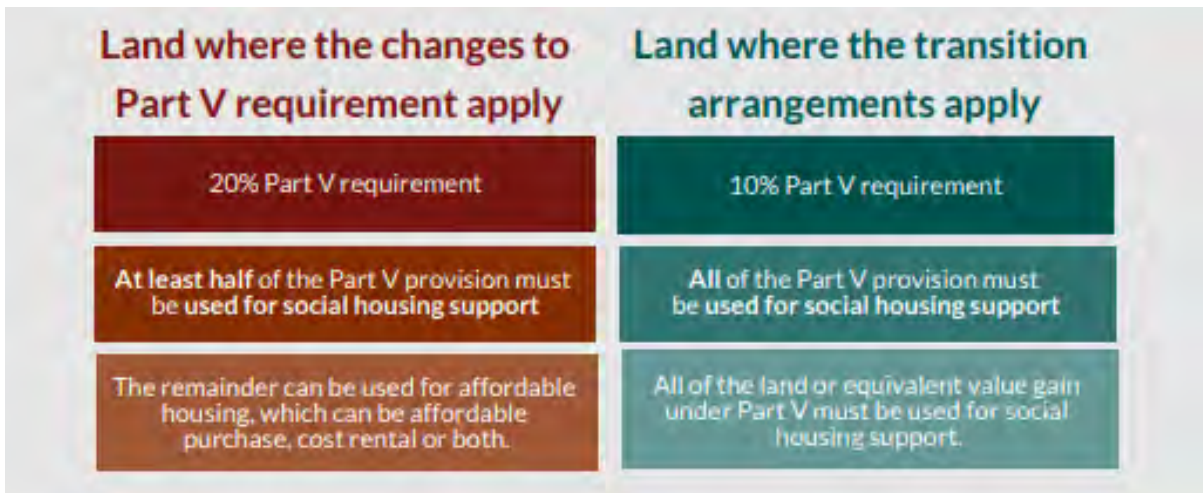 Land where the changes to
Part V requirement apply
20% Part V requirement
At least half of the Part V provision must
be used for social housing support
The remainder can be used for affordable
housing, which can be affordable
purchase, cost rental or both.
Land where the transition
arrangements apply
10% Part V requirement
All of the Part V provision must
be used for social housing support
All of the land or equivalent value gain
under Part V must be used for social
housing support.